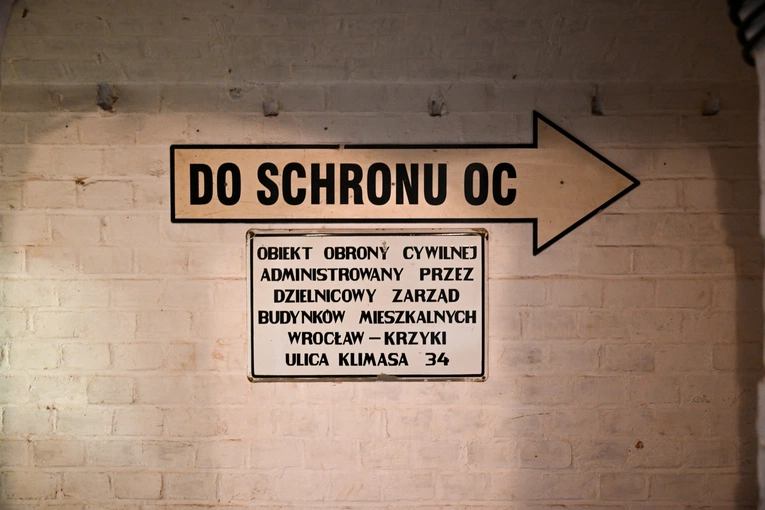 DO SCHRONU OC
OBIEKT OBRONY CYWILNEJ
ADMINISTROWANY PRZEZ
DZIELNICOWY ZARZĄD
BUDYNKÓW MIESZKALNYCH
WROCŁAW – KRZYKI
ULICA KLIMASA 34